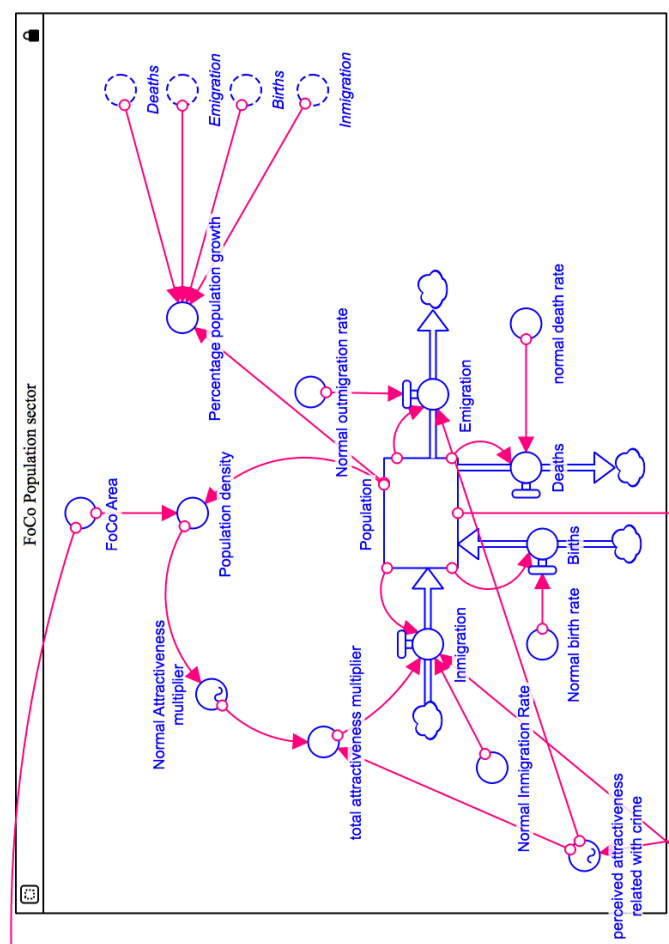 FoCo Population sector
Deaths
Emigration
Births
Inmigration
Percentage population growth
FoCo Area
Population density
Normal Attractiveness
multiplier
total attractiveness multiplier
Normal outmigration rate
Population
Emigration
normal death rate
Deaths
Births
Normal birth rate
Inmigration
Normal Inmigration Rate
perceived attractiveness
related with crime